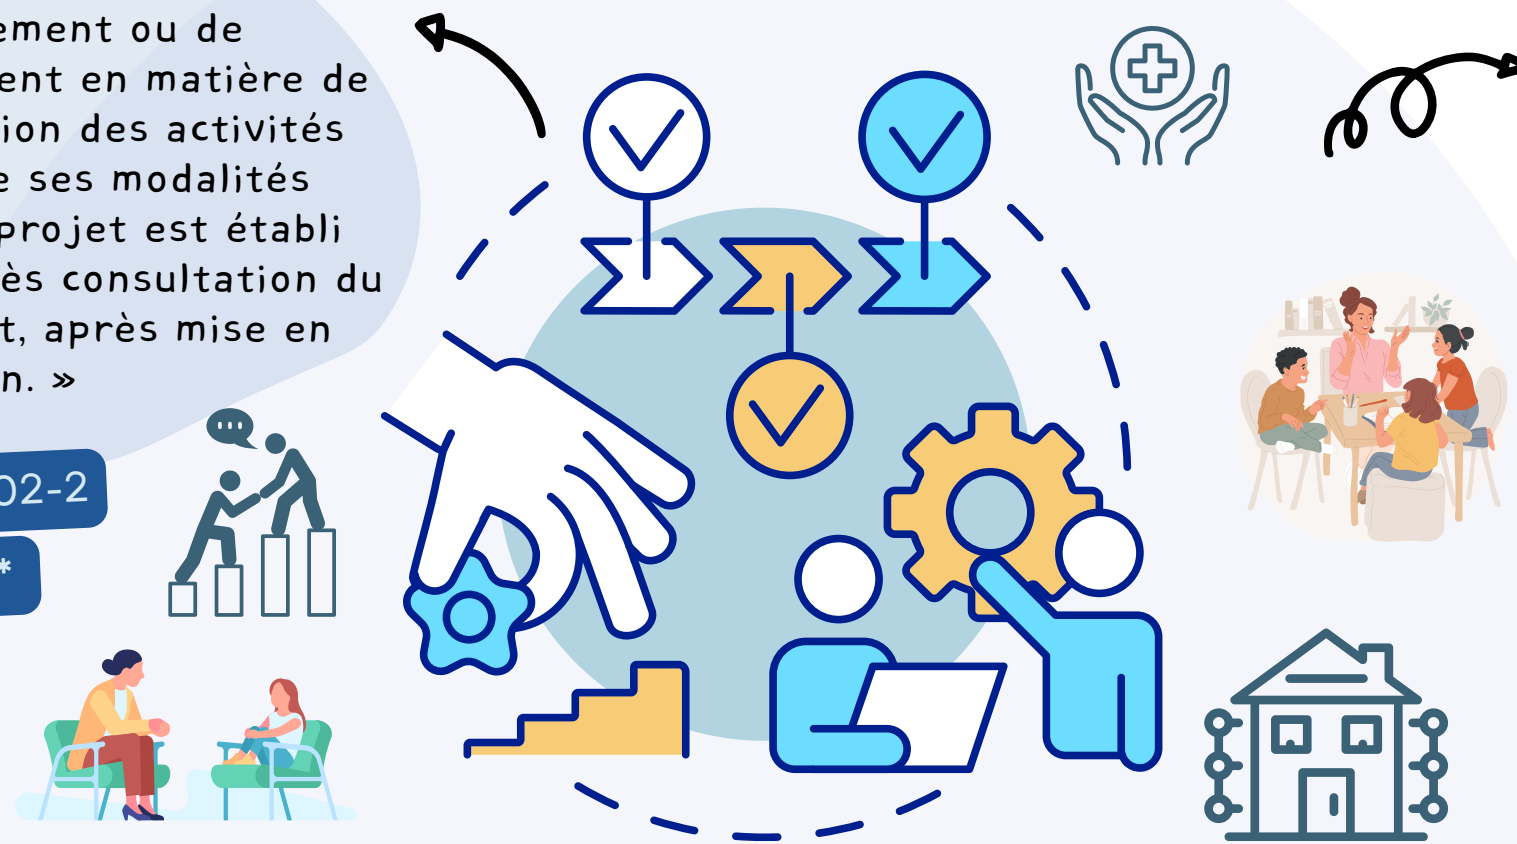 ement ou de
ent en matière de
ion des activités
e ses modalités
projet est établi
ès consultation du
t, après mise en
n. »
02-2
*